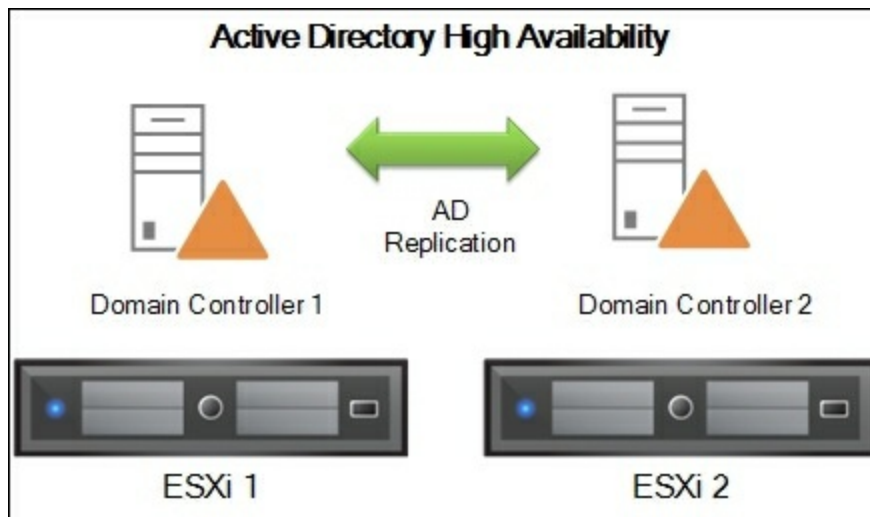 Active Directory High Availability
AD
Replication
Domain Controller 1
Domain Controller 2
ESXi 1
ESXi 2